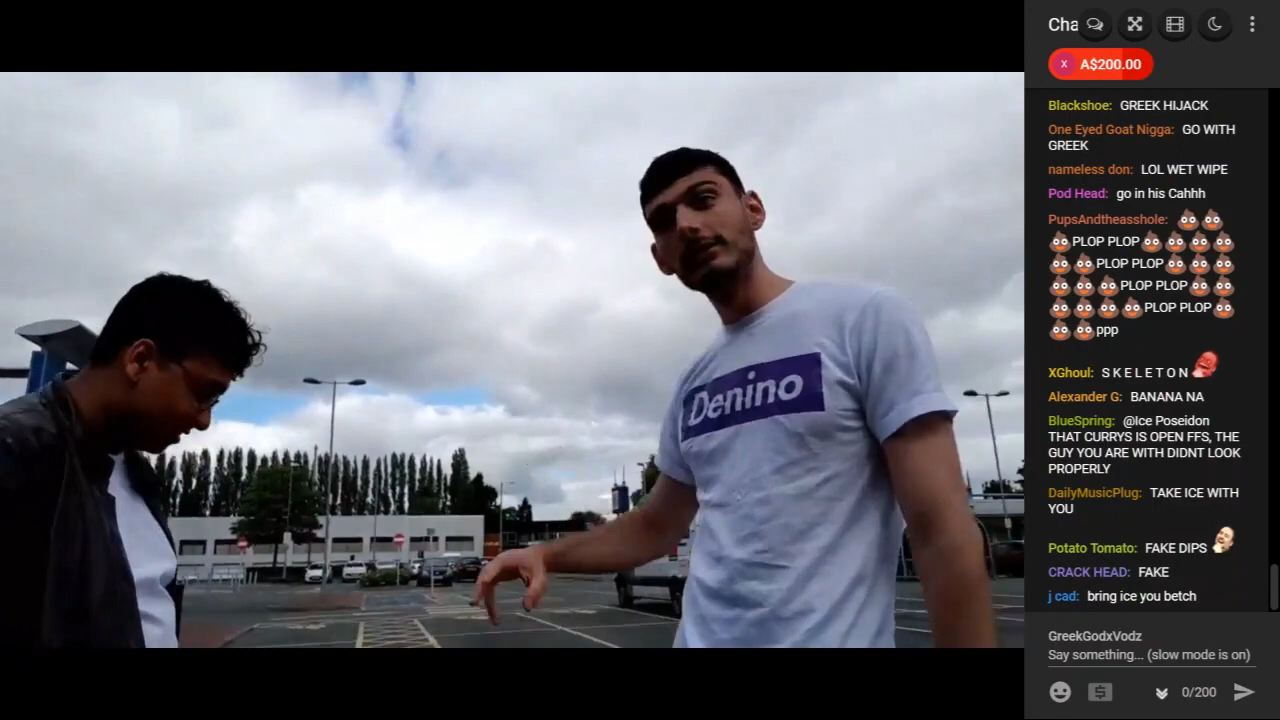 Denino
Cha
X A$200.00
Blackshoe: GREEK HIJACK
One Eyed Goat Nigga: GO WITH
GREEK
nameless don: LOL WET WIPE
Pod Head: go in his Cahhh
PupsAndtheasshole: 💩💩
💩PLOP PLOP💩💩💩💩
💩💩PLOP PLOP💩💩💩
💩💩💩PLOP PLOP💩💩
💩💩💩💩PLOP PLOP💩
💩💩ppp
XGhoul: S K E L E T O N
Alexander G: BANANA NA
BlueSpring: @Ice Poseidon
THAT CURRYS IS OPEN FFS, THE
GUY YOU ARE WITH DIDNT LOOK
PROPERLY
DailyMusicPlug: TAKE ICE WITH
YOU
Potato Tomato: FAKE DIPS
CRACK HEAD: FAKE
j cad: bring ice you betch
GreekGodxVodz
Say something... (slow mode is on)
0/200